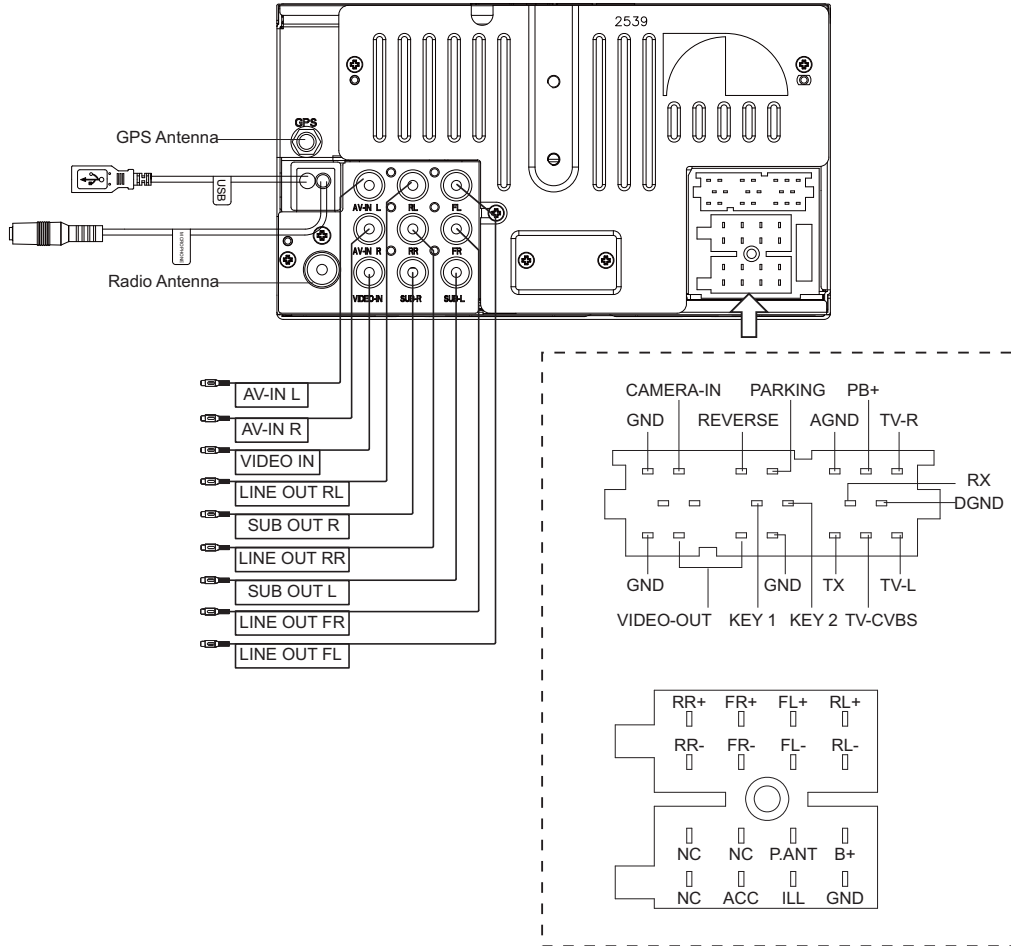 2539
GPS
GPS Antenna
USB
MICROPHONE
Radio Antenna
AV-IN L RL FL
AV-IN R RR FR
VIDEO-IN SUB-R SUB-L
AV-IN L
AV-IN R
VIDEO IN
LINE OUT RL
SUB OUT R
LINE OUT RR
SUB OUT L
LINE OUT FR
LINE OUT FL
CAMERA-IN PARKING PB+
GND REVERSE AGND TV-R
RX
DGND
GND GND TX TV-L
VIDEO-OUT KEY 1 KEY 2 TV-CVBS
RR+ FR+ FL+ RL+
RR- FR- FL- RL-
NC NC P.ANT B+
NC ACC ILL GND